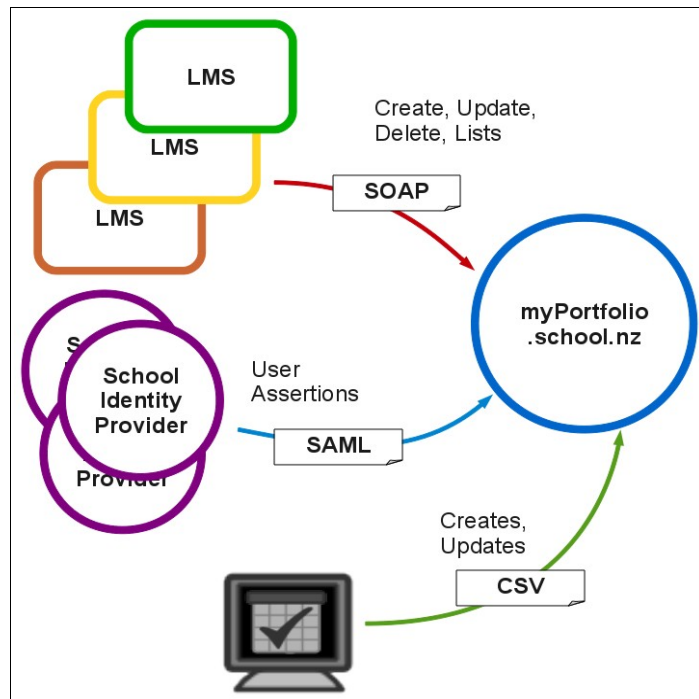 LMS
LMS
LMS
Create, Update,
Delete, Lists
SOAP
myPortfolio
.school.nz
School
Identity
Provider
Provider
User
Assertions
SAML
Creates,
Updates
CSV